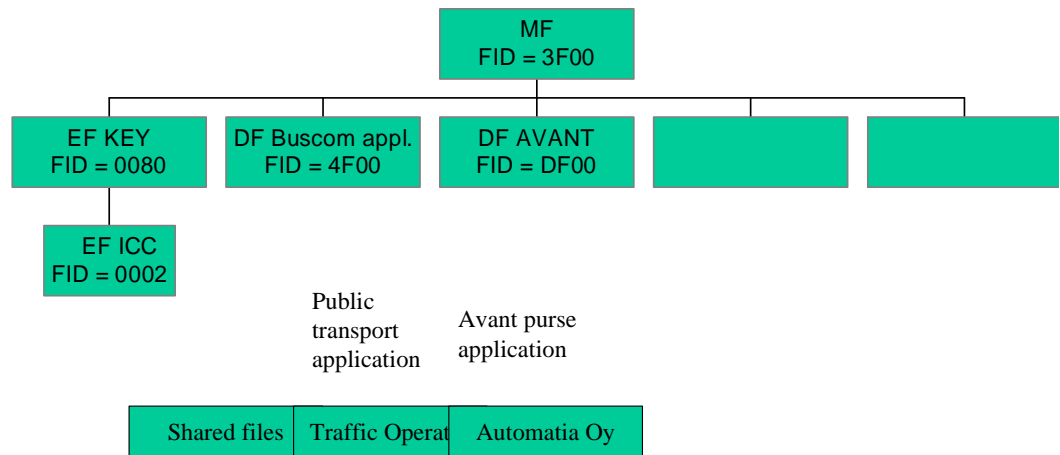 MF
FID = 3F00
EF KEY
FID = 0080
DF Buscom appl.
FID = 4F00
DF AVANT
FID = DF00
EF ICC
FID = 0002
Public
transport
application
Avant purse
application
Shared files
Traffic Operat
Automatia Oy